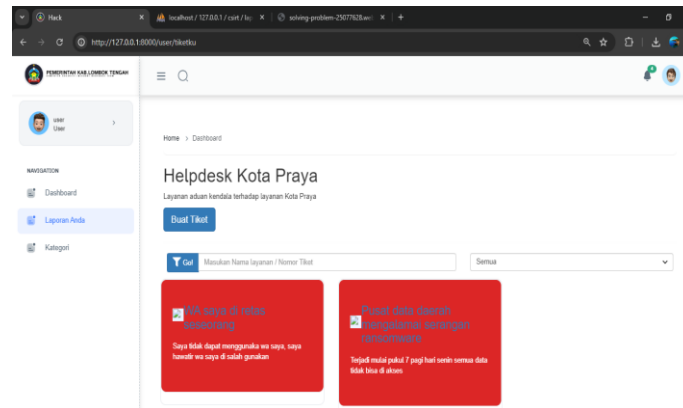 Hack
localhost / 127.0.0.1 / csirt / lap
solving-problem-25077628.web
http://127.0.0.1:8000/user/tiketku
PEMERINTAH KAB.LOMBOK TENGAH
user
User
Home > Dashboard
NAVIGATION
Dashboard
Laporan Anda
Kategori
Helpdesk Kota Praya
Layanan aduan kendala terhadap layanan Kota Praya
Buat Tiket
Go!
Masukan Nama layanan / Nomor Tiket
Semua
WA saya di retas
seseorang
Saya tidak dapat menggunaka wa saya, saya
hawatir wa saya di salah gunakan
Pusat data daerah
mengalamai serangan
ransomware
Terjadi mulai pukul 7 pagi hari senin semua data
tidak bisa di akses